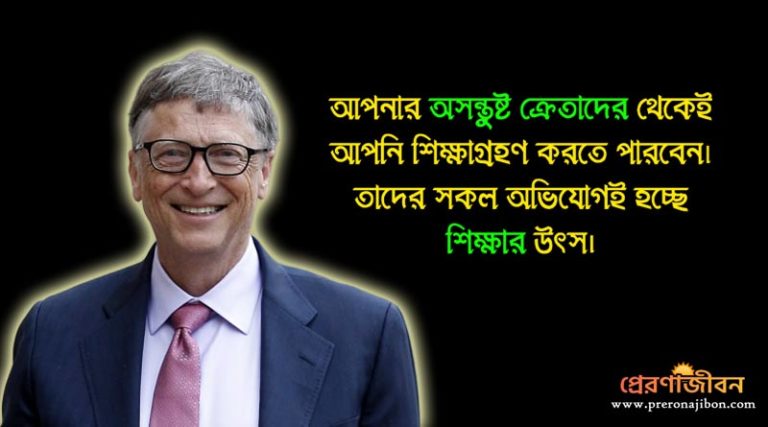 আপনার অসন্তুষ্ট ক্রেতাদের থেকেই
আপনি শিক্ষাগ্রহণ করতে পারবেন।
তাদের সকল অভিযোগই হচ্ছে
শিক্ষার উৎস।
প্রেরণাজীবন
www.preronajibon.com